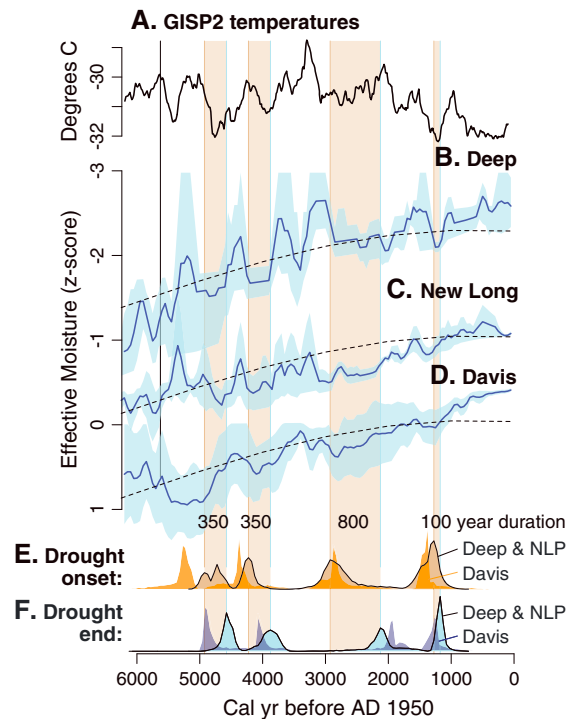 A. GISP2 temperatures
Degrees C
-30
-32
B. Deep
Effective Moisture (z-score)
-3
-2
-1
0
1
C. New Long
D. Davis
350 350 800 100 year duration
E. Drought onset:
Deep & NLP
Davis
F. Drought end:
Deep & NLP
Davis
6000 5000 4000 3000 2000 1000 0
Cal yr before AD 1950